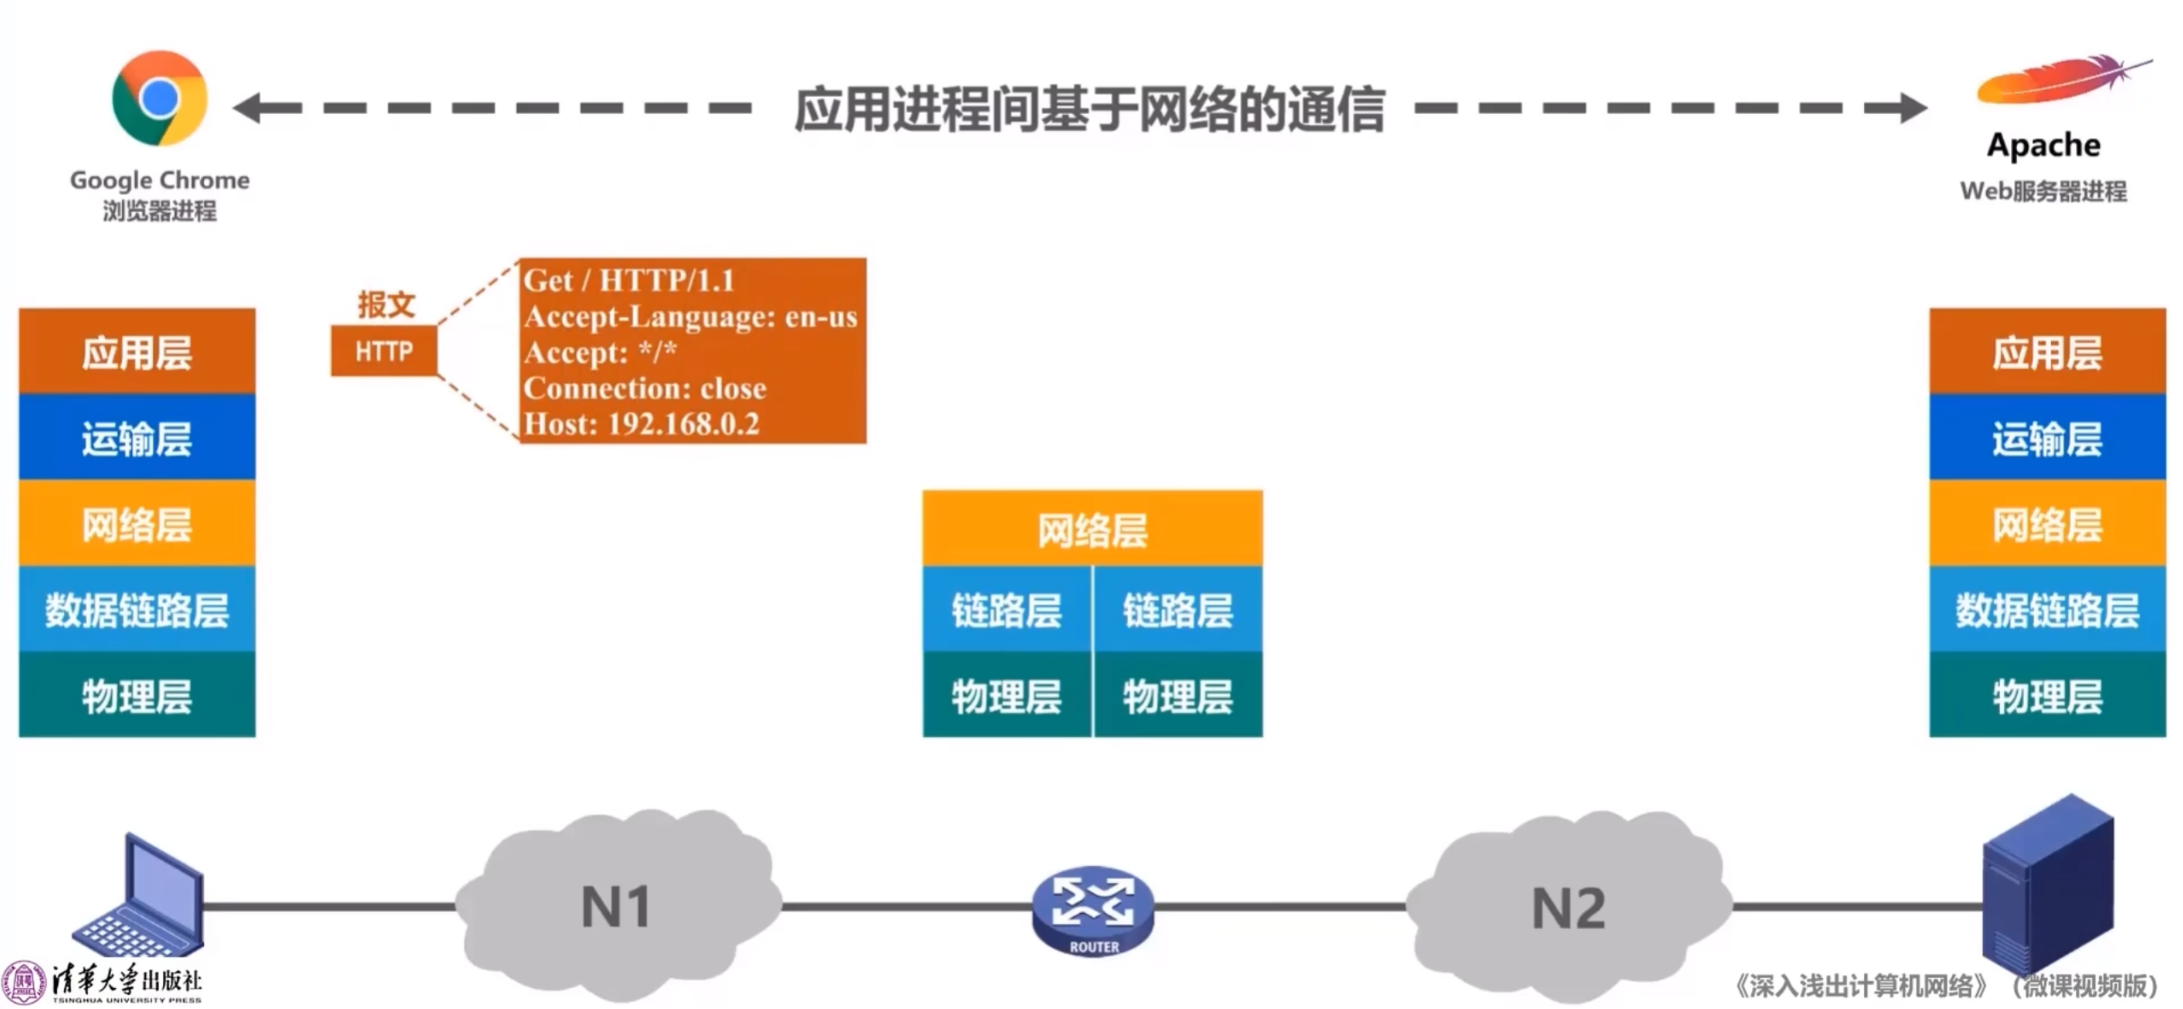 应用进程间基于网络的通信
Google Chrome
浏览器进程
Apache
Web服务器进程
报文
HTTP
Get / HTTP/1.1
Accept-Language: en-us
Accept: */*
Connection: close
Host: 192.168.0.2
应用层
运输层
网络层
数据链路层
物理层
网络层
链路层 链路层
物理层 物理层
应用层
运输层
网络层
数据链路层
物理层
N1
ROUTER
N2
清华大学出版社
TSINGHUA UNIVERSITY PRESS
《深入浅出计算机网络》（微课视频版）